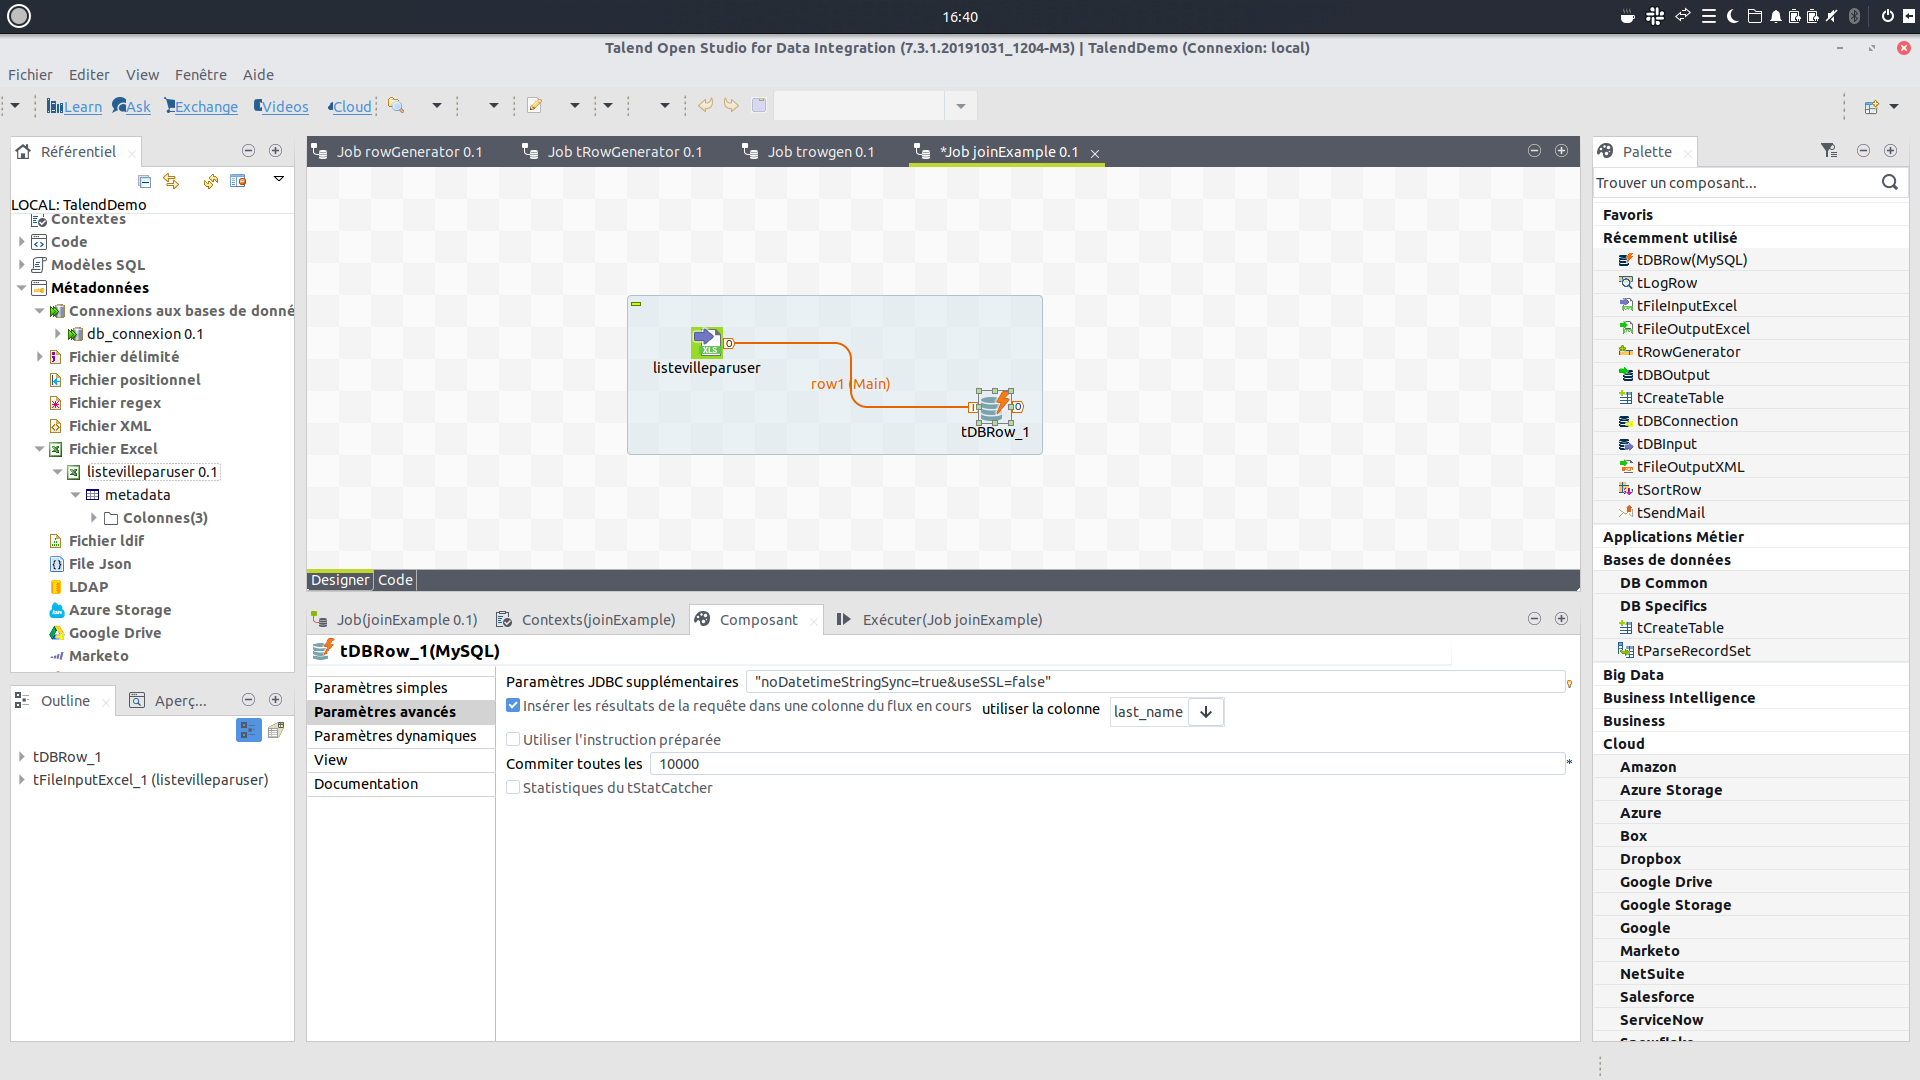 16:40
Talend Open Studio for Data Integration (7.3.1.20191031_1204-M3) | TalendDemo (Connexion: local)
Fichier Editer View Fenêtre Aide
Learn Ask Exchange Videos Cloud
Référentiel
LOCAL: TalendDemo
Contextes
Code
Modèles SQL
Métadonnées
Connexions aux bases de donné
db_connexion 0.1
Fichier délimité
Fichier positionnel
Fichier regex
Fichier XML
Fichier Excel
listevilleparuser 0.1
metadata
Colonnes(3)
Fichier ldif
File Json
LDAP
Azure Storage
Google Drive
Marketo
Outline Aperç...
tDBRow_1
tFileInputExcel_1 (listevilleparuser)
Job rowGenerator 0.1 Job tRowGenerator 0.1 Job trowgen 0.1 *Job joinExample 0.1
XLS
O
listevilleparuser
row1 (Main)
I O
tDBRow_1
Designer Code
Job(joinExample 0.1) Contexts(joinExample) Composant Exécuter(Job joinExample)
tDBRow_1(MySQL)
Paramètres simples
Paramètres avancés
Paramètres dynamiques
View
Documentation
Paramètres JDBC supplémentaires "noDatetimeStringSync=true&useSSL=false"
Insérer les résultats de la requête dans une colonne du flux en cours utiliser la colonne last_name
Utiliser l'instruction préparée
Commiter toutes les 10000 *
Statistiques du tStatCatcher
Palette
Trouver un composant...
Favoris
Récemment utilisé
tDBRow(MySQL)
tLogRow
tFileInputExcel
tFileOutputExcel
tRowGenerator
tDBOutput
tCreateTable
tDBConnection
tDBInput
tFileOutputXML
tSortRow
tSendMail
Applications Métier
Bases de données
DB Common
DB Specifics
tCreateTable
tParseRecordSet
Big Data
Business Intelligence
Business
Cloud
Amazon
Azure Storage
Azure
Box
Dropbox
Google Drive
Google Storage
Google
Marketo
NetSuite
Salesforce
ServiceNow